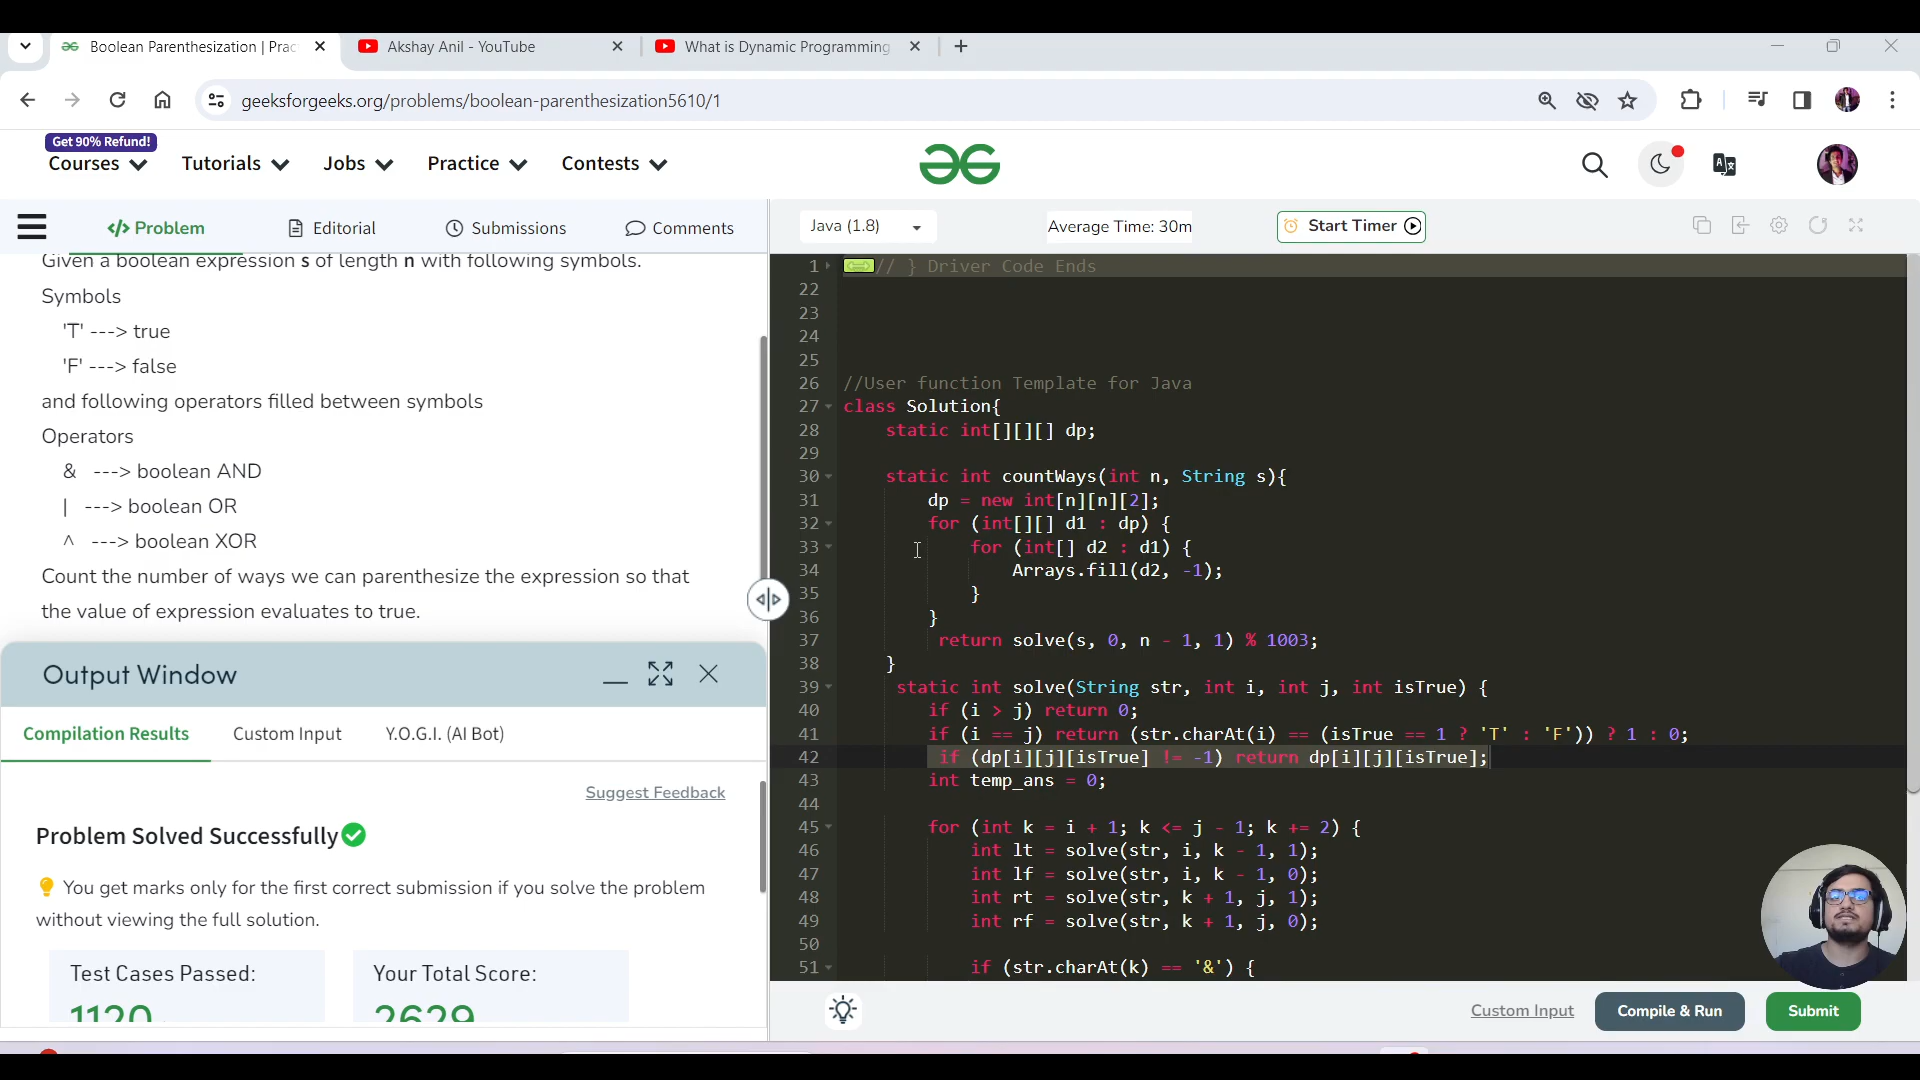 Boolean Parenthesization | Prac
Akshay Anil - YouTube
What is Dynamic Programming
geeksforgeeks.org/problems/boolean-parenthesization5610/1
Get 90% Refund!
Courses
Tutorials
Jobs
Practice
Contests
Problem
Editorial
Submissions
Comments
Given a boolean expression s of length n with following symbols.
Symbols
'T' ---> true
'F' ---> false
and following operators filled between symbols
Operators
& ---> boolean AND
| ---> boolean OR
^ ---> boolean XOR
Count the number of ways we can parenthesize the expression so that
the value of expression evaluates to true.
Output Window
Compilation Results
Custom Input
Y.O.G.I. (AI Bot)
Suggest Feedback
Problem Solved Successfully
You get marks only for the first correct submission if you solve the problem
without viewing the full solution.
Test Cases Passed:
1120
Your Total Score:
2629
Java (1.8)
Average Time: 30m
Start Timer
1 // } Driver Code Ends
22
23
24
25
26 //User function Template for Java
27 class Solution{
28 static int[][][] dp;
29
30 static int countWays(int n, String s){
31 dp = new int[n][n][2];
32 for (int[][] d1 : dp) {
33 for (int[] d2 : d1) {
34 Arrays.fill(d2, -1);
35 }
36 }
37 return solve(s, 0, n - 1, 1) % 1003;
38 }
39 static int solve(String str, int i, int j, int isTrue) {
40 if (i > j) return 0;
41 if (i == j) return (str.charAt(i) == (isTrue == 1 ? 'T' : 'F')) ? 1 : 0;
42 if (dp[i][j][isTrue] != -1) return dp[i][j][isTrue];
43 int temp_ans = 0;
44
45 for (int k = i + 1; k <= j - 1; k += 2) {
46 int lt = solve(str, i, k - 1, 1);
47 int lf = solve(str, i, k - 1, 0);
48 int rt = solve(str, k + 1, j, 1);
49 int rf = solve(str, k + 1, j, 0);
50
51 if (str.charAt(k) == '&') {
Custom Input
Compile & Run
Submit